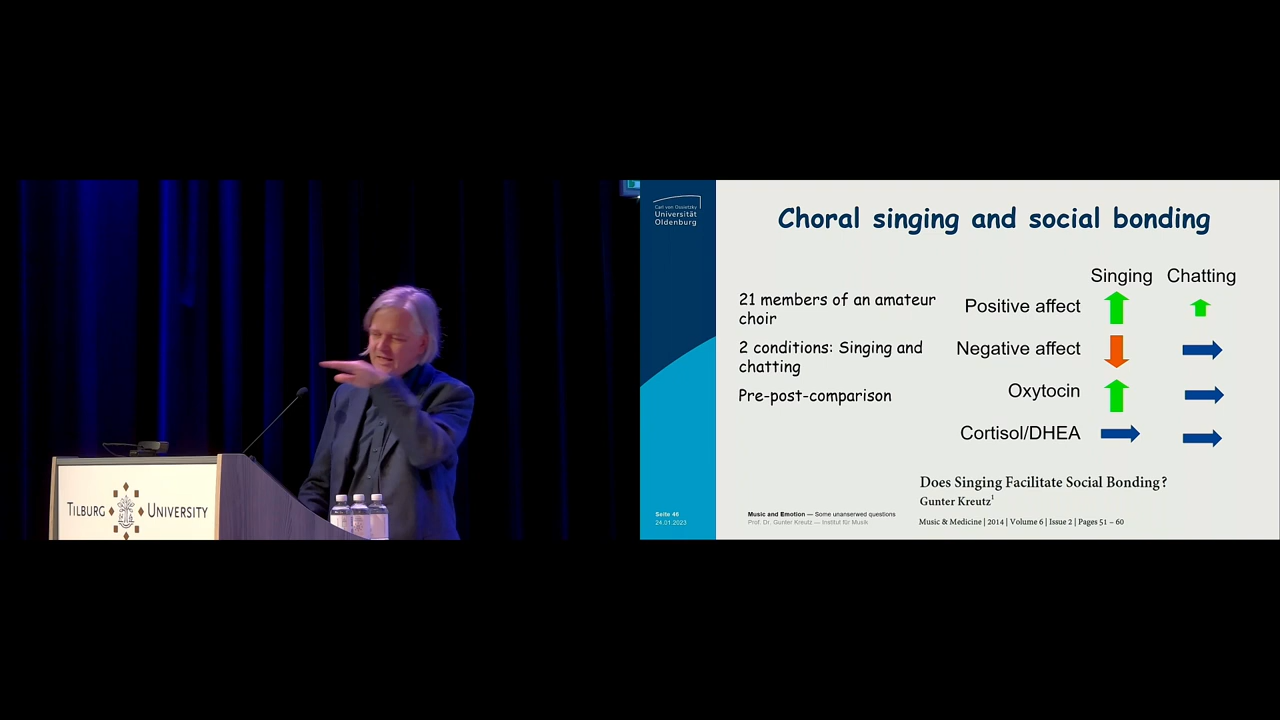 TILBURG UNIVERSITY
Carl von Ossietzky
Universität
Oldenburg
Choral singing and social bonding
21 members of an amateur
choir
2 conditions: Singing and
chatting
Pre-post-comparison
Singing Chatting
Positive affect
Negative affect
Oxytocin
Cortisol/DHEA
Does Singing Facilitate Social Bonding?
Gunter Kreutz1
Music & Medicine | 2014 | Volume 6 | Issue 2 | Pages 51 – 60
Seite 46
24.01.2023
Music and Emotion — Some unanserwed questions
Prof. Dr. Gunter Kreutz — Institut für Musik